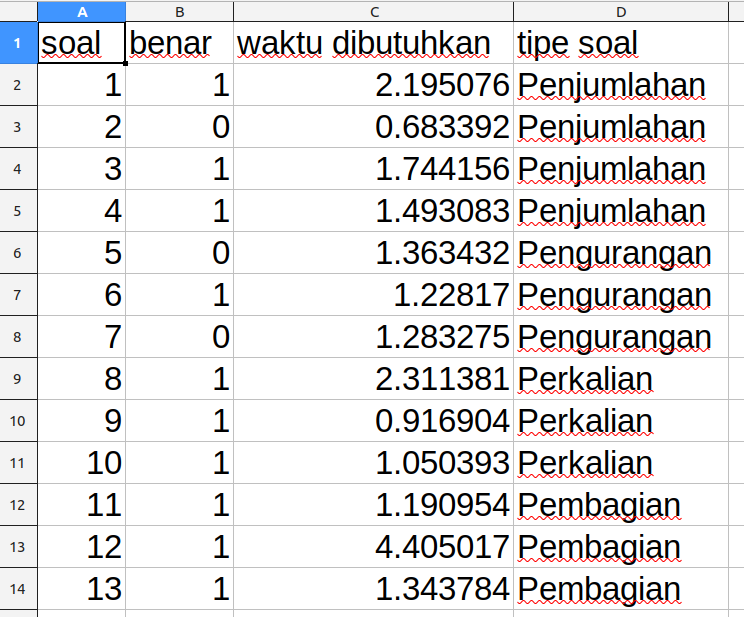 A B C D
1 soal benar waktu dibutuhkan tipe soal
2 1 1 2.195076 Penjumlahan
3 2 0 0.683392 Penjumlahan
4 3 1 1.744156 Penjumlahan
5 4 1 1.493083 Penjumlahan
6 5 0 1.363432 Pengurangan
7 6 1 1.22817 Pengurangan
8 7 0 1.283275 Pengurangan
9 8 1 2.311381 Perkalian
10 9 1 0.916904 Perkalian
11 10 1 1.050393 Perkalian
12 11 1 1.190954 Pembagian
13 12 1 4.405017 Pembagian
14 13 1 1.343784 Pembagian